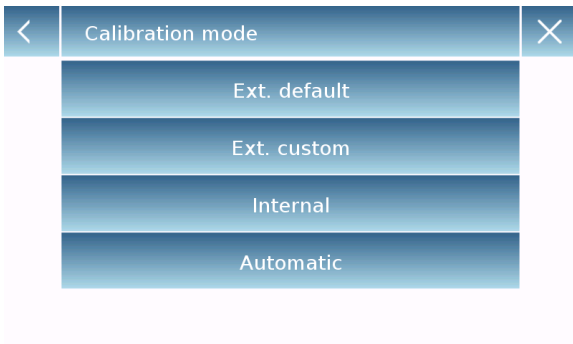 Calibration mode
Ext. default
Ext. custom
Internal
Automatic